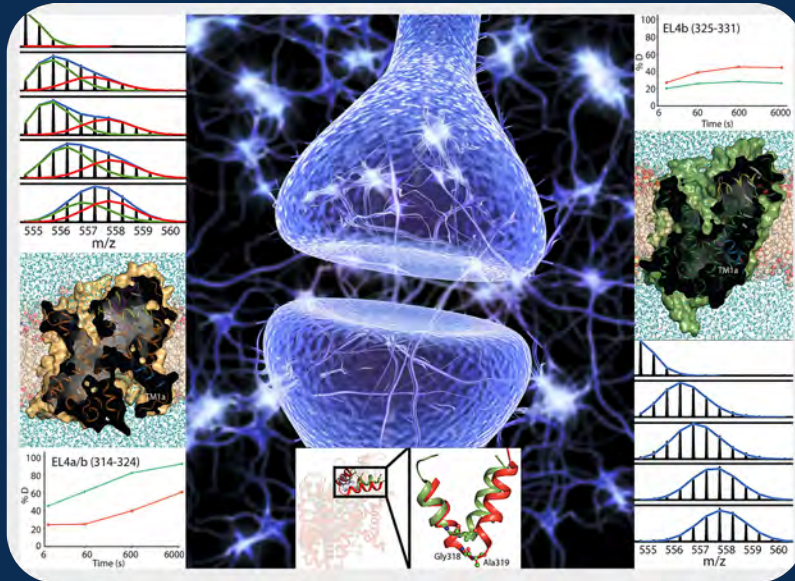 555 556 557 558 559 560
m/z
TM1a
EL4a/b (314-324)
% D
100
80
60
40
20
0
6 60 600 6000
Time (s)
Gly318
Ala319
EL4b (325-331)
% D
100
80
60
40
20
0
6 60 600 6000
Time (s)
TM1a
555 556 557 558 559 560
m/z